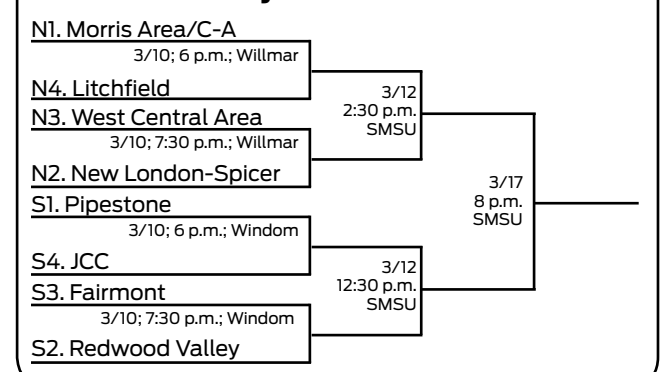 N1. Morris Area/C-A
3/10; 6 p.m.; Willmar
N4. Litchfield
N3. West Central Area
3/10; 7:30 p.m.; Willmar
N2. New London-Spicer
3/12
2:30 p.m.
SMSU
S1. Pipestone
3/10; 6 p.m.; Windom
S4. JCC
S3. Fairmont
3/10; 7:30 p.m.; Windom
S2. Redwood Valley
3/12
12:30 p.m.
SMSU
3/17
8 p.m.
SMSU